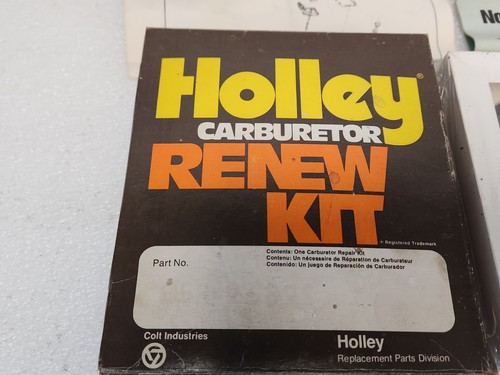 No
Holley®
CARBURETOR
RENEW
KIT
* Registered Trademark
Contents: One Carburetor Repair Kit
Contenu: Un nécessaire de Réparation de Carburateur
Contenido: Un juego de Reparación de Carburador
Part No.
Colt Industries
Holley
Replacement Parts Division